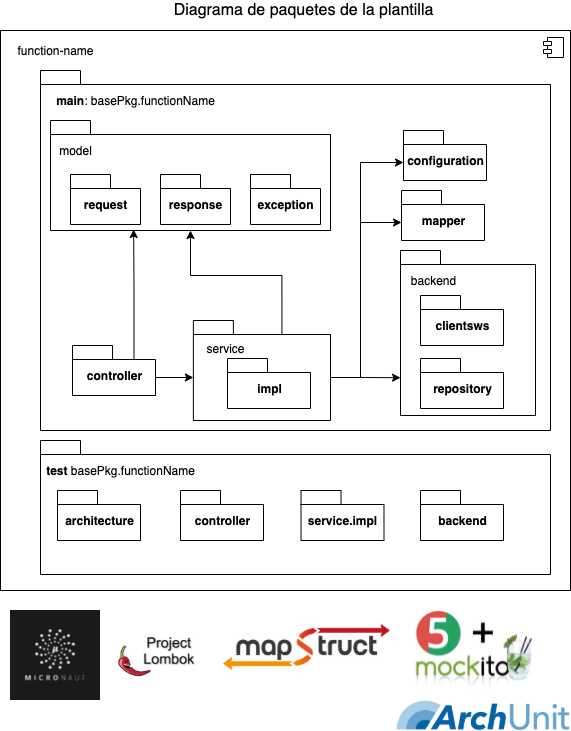 Diagrama de paquetes de la plantilla
function-name
main: basePkg.functionName
model
request
response
exception
configuration
mapper
backend
clientsws
repository
service
impl
controller
test basePkg.functionName
architecture
controller
service.impl
backend
MICRONAUT
μ
Project
Lombok
mapStruct
5 +
mockito
ArchUnit